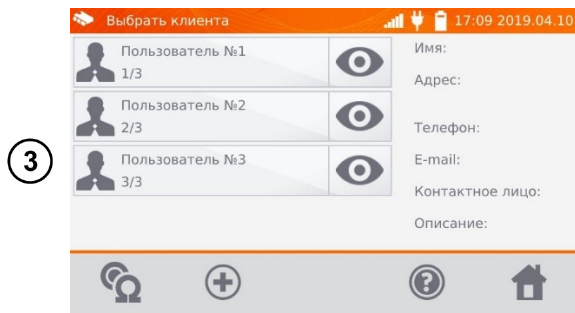 Выбрать клиента
17:09 2019.04.10
Пользователь №1
1/3
Пользователь №2
2/3
Пользователь №3
3/3
Имя:
Адрес:
Телефон:
E-mail:
Контактное лицо:
Описание:
3